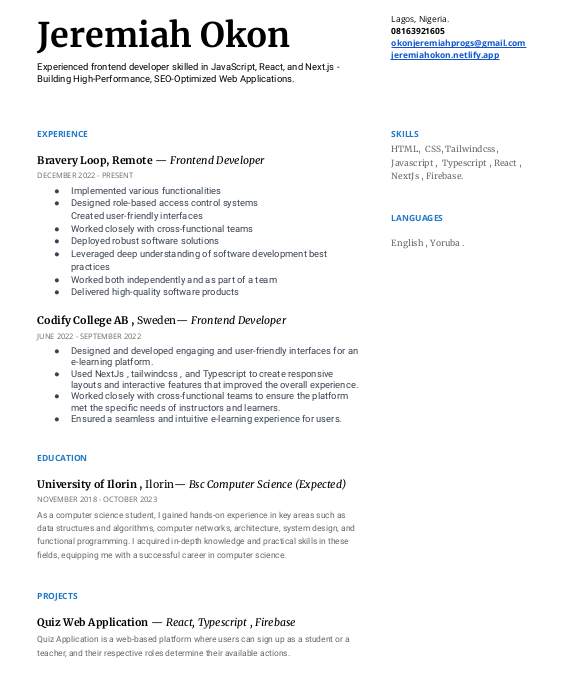 Jeremiah Okon
Experienced frontend developer skilled in JavaScript, React, and Next.js -
Building High-Performance, SEO-Optimized Web Applications.
Lagos, Nigeria.
08163921605
okonjeremiahprogs@gmail.com
jeremiahokon.netlify.app
EXPERIENCE
Bravery Loop, Remote — Frontend Developer
DECEMBER 2022 - PRESENT
● Implemented various functionalities
● Designed role-based access control systems
Created user-friendly interfaces
● Worked closely with cross-functional teams
● Deployed robust software solutions
● Leveraged deep understanding of software development best
practices
● Worked both independently and as part of a team
● Delivered high-quality software products
Codify College AB , Sweden— Frontend Developer
JUNE 2022 - SEPTEMBER 2022
● Designed and developed engaging and user-friendly interfaces for an
e-learning platform.
● Used NextJs , tailwindcss , and Typescript to create responsive
layouts and interactive features that improved the overall experience.
● Worked closely with cross-functional teams to ensure the platform
met the specific needs of instructors and learners.
● Ensured a seamless and intuitive e-learning experience for users.
EDUCATION
University of Ilorin , Ilorin— Bsc Computer Science (Expected)
NOVEMBER 2018 - OCTOBER 2023
As a computer science student, I gained hands-on experience in key areas such as
data structures and algorithms, computer networks, architecture, system design, and
functional programming. I acquired in-depth knowledge and practical skills in these
fields, equipping me with a successful career in computer science.
PROJECTS
Quiz Web Application — React, Typescript , Firebase
Quiz Application is a web-based platform where users can sign up as a student or a
teacher, and their respective roles determine their available actions.
SKILLS
HTML, CSS, Tailwindcss,
Javascript , Typescript , React ,
NextJs , Firebase.
LANGUAGES
English , Yoruba .